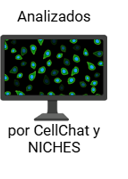 Analizados
por CellChat y
NICHES